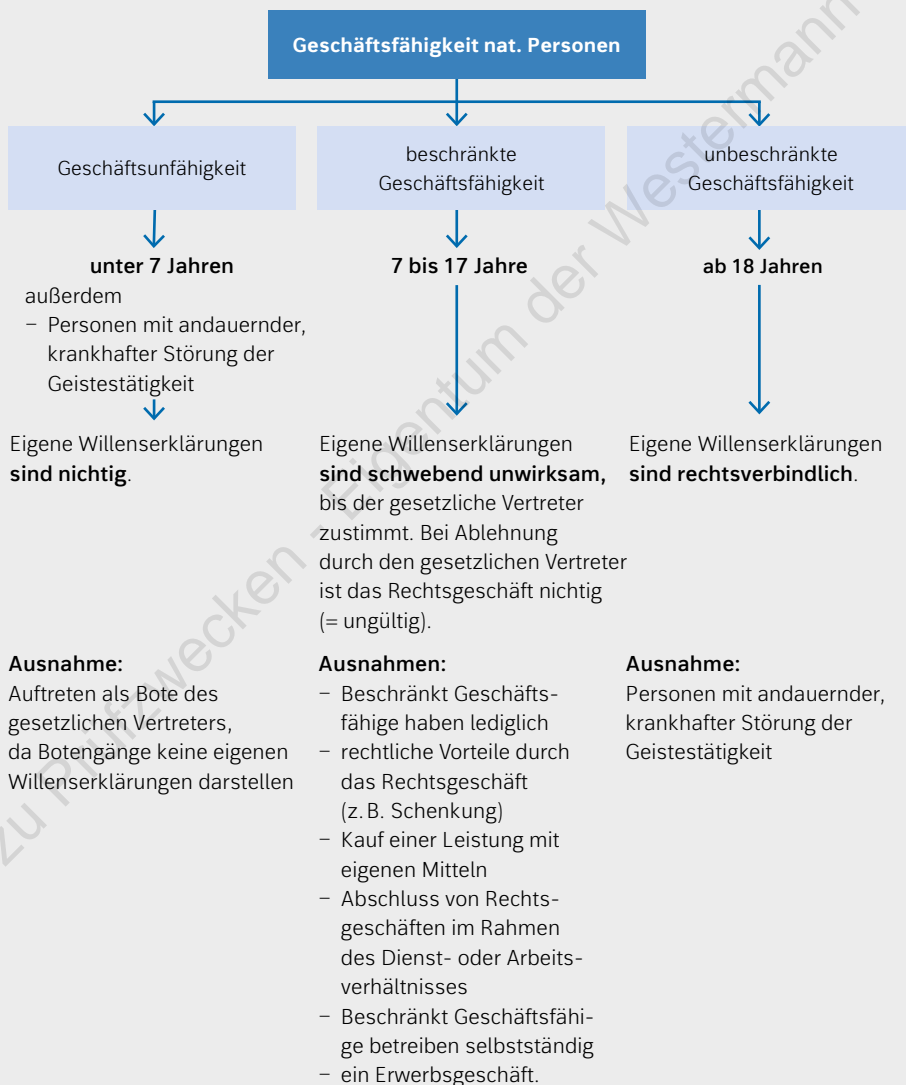 Geschäftsfähigkeit nat. Personen
Geschäftsunfähigkeit
beschränkte
Geschäftsfähigkeit
unbeschränkte
Geschäftsfähigkeit
unter 7 Jahren
außerdem
– Personen mit andauernder,
krankhafter Störung der
Geistestätigkeit
7 bis 17 Jahre
ab 18 Jahren
Eigene Willenserklärungen
sind nichtig.
Eigene Willenserklärungen
sind schwebend unwirksam,
bis der gesetzliche Vertreter
zustimmt. Bei Ablehnung
durch den gesetzlichen Vertreter
ist das Rechtsgeschäft nichtig
(= ungültig).
Eigene Willenserklärungen
sind rechtsverbindlich.
Ausnahme:
Auftreten als Bote des
gesetzlichen Vertreters,
da Botengänge keine eigenen
Willenserklärungen darstellen
Ausnahmen:
– Beschränkt Geschäfts-
fähige haben lediglich
– rechtliche Vorteile durch
das Rechtsgeschäft
(z. B. Schenkung)
– Kauf einer Leistung mit
eigenen Mitteln
– Abschluss von Rechts-
geschäften im Rahmen
des Dienst- oder Arbeits-
verhältnisses
– Beschränkt Geschäftsfähi-
ge betreiben selbstständig
– ein Erwerbsgeschäft.
Ausnahme:
Personen mit andauernder,
krankhafter Störung der
Geistestätigkeit
zu Prüfzwecken - Eigentum der Westermann